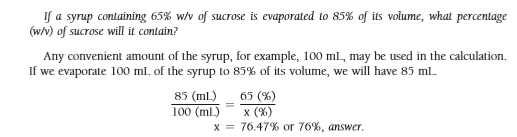 If a syrup containing 65% w/v of sucrose is evaporated to 85% of its volume, what percentage
(w/v) of sucrose will it contain?
Any convenient amount of the syrup, for example, 100 mL, may be used in the calculation.
If we evaporate 100 mL of the syrup to 85% of its volume, we will have 85 mL.
85 (mL) / 100 (mL) = 65 (%) / x (%)
x = 76.47% or 76%, answer.